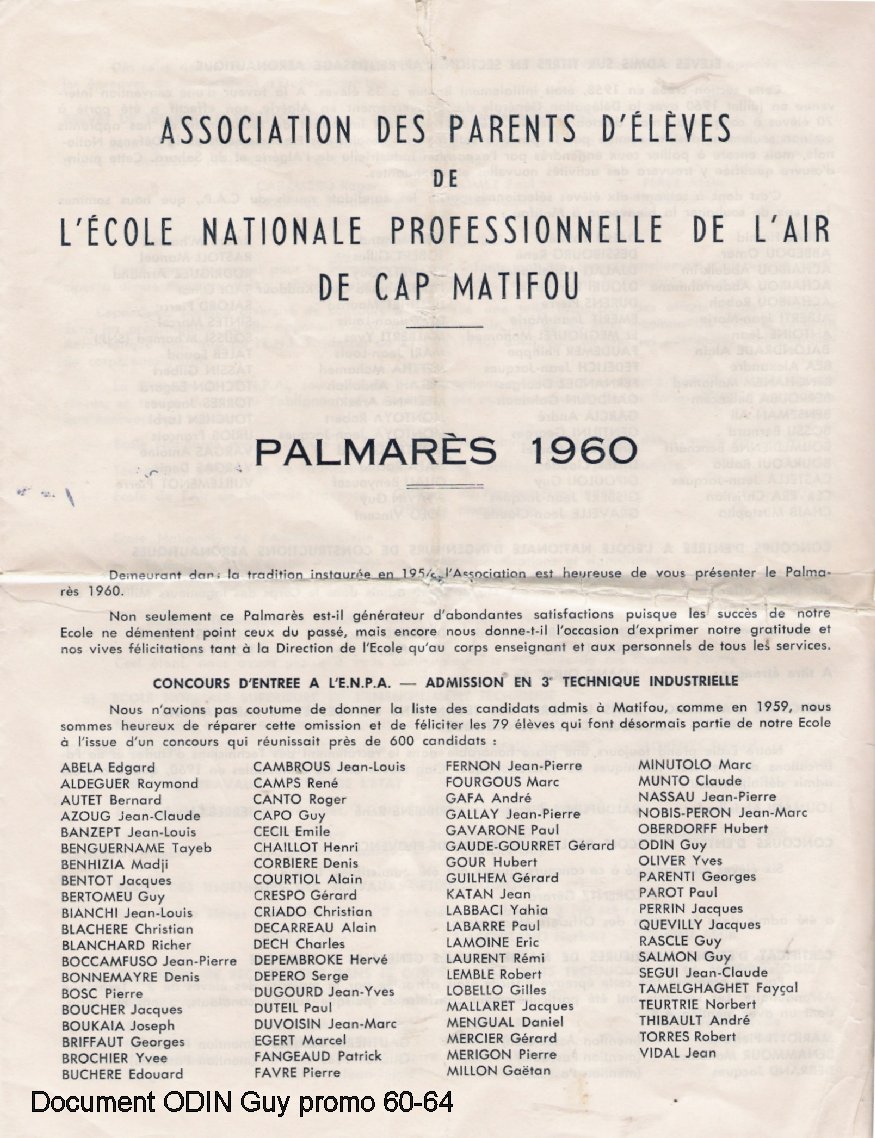 ASSOCIATION DES PARENTS D'ÉLÈVES
DE
L'ÉCOLE NATIONALE PROFESSIONNELLE DE L'AIR
DE CAP MATIFOU
PALMARÈS 1960
Demeurant dans la tradition instaurée en l'Association est heureuse de vous présenter le Palma-
rès 1960.
Non seulement ce Palmarès est-il générateur d'abondantes satisfactions puisque les succès de notre
Ecole ne démentent point ceux du passé, mais encore nous donne-t-il l'occasion d'exprimer notre gratitude et
nos vives félicitations tant à la Direction de l'Ecole qu'au corps enseignant et aux personnels de tous les services.
CONCOURS D'ENTREE A L'E.N.P.A. — ADMISSION EN 3e TECHNIQUE INDUSTRIELLE
Nous n'avions pas coutume de donner la liste des candidats admis à Matifou, comme en 1959, nous
sommes heureux de réparer cette omission et de féliciter les 79 élèves qui font désormais partie de notre Ecole
à l'issue d'un concours qui réunissait près de 600 candidats :
ABELA Edgard
ALDEGUER Raymond
AUTET Bernard
AZOUG Jean-Claude
BANZEPT Jean-Louis
BENGUERNAME Tayeb
BENHIZIA Madji
BENTOT Jacques
BERTOMEU Guy
BIANCHI Jean-Louis
BLACHERE Christian
BLANCHARD Richer
BOCCAMFUSO Jean-Pierre
BONNEMAYRE Denis
BOSC Pierre
BOUCHER Jacques
BOUKAIA Joseph
BRIFFAUT Georges
BROCHIER Yvee
BUCHERE Edouard
CAMBROUS Jean-Louis
CAMPS René
CANTO Roger
CAPO Guy
CECIL Emile
CHAILLOT Henri
CORBIERE Denis
COURTIOL Alain
CRESPO Gérard
CRIADO Christian
DECARREAU Alain
DECH Charles
DEPEMBROKE Hervé
DEPERO Serge
DUGOURD Jean-Yves
DUTEIL Paul
DUVOISIN Jean-Marc
EGERT Marcel
FANGEAUD Patrick
FAVRE Pierre
FERNON Jean-Pierre
FOURGOUS Marc
GAFA André
GALLAY Jean-Pierre
GAVARONE Paul
GAUDE-GOURRET Gérard
GOUR Hubert
GUILHEM Gérard
KATAN Jean
LABBACI Yahia
LABARRE Paul
LAMOINE Eric
LAURENT Rémi
LEMBLE Robert
LOBELLO Gilles
MALLARET Jacques
MENGUAL Daniel
MERCIER Gérard
MERIGON Pierre
MILLON Gaëtan
MINUTOLO Marc
MUNTO Claude
NASSAU Jean-Pierre
NOBIS-PERON Jean-Marc
OBERDORFF Hubert
ODIN Guy
OLIVER Yves
PARENTI Georges
PAROT Paul
PERRIN Jacques
QUEVILLY Jacques
RASCLE Guy
SALMON Guy
SEGUI Jean-Claude
TAMELGHAGHET Fayçal
TEURTRIE Norbert
THIBAULT André
TORRES Robert
VIDAL Jean
Document ODIN Guy promo 60-64